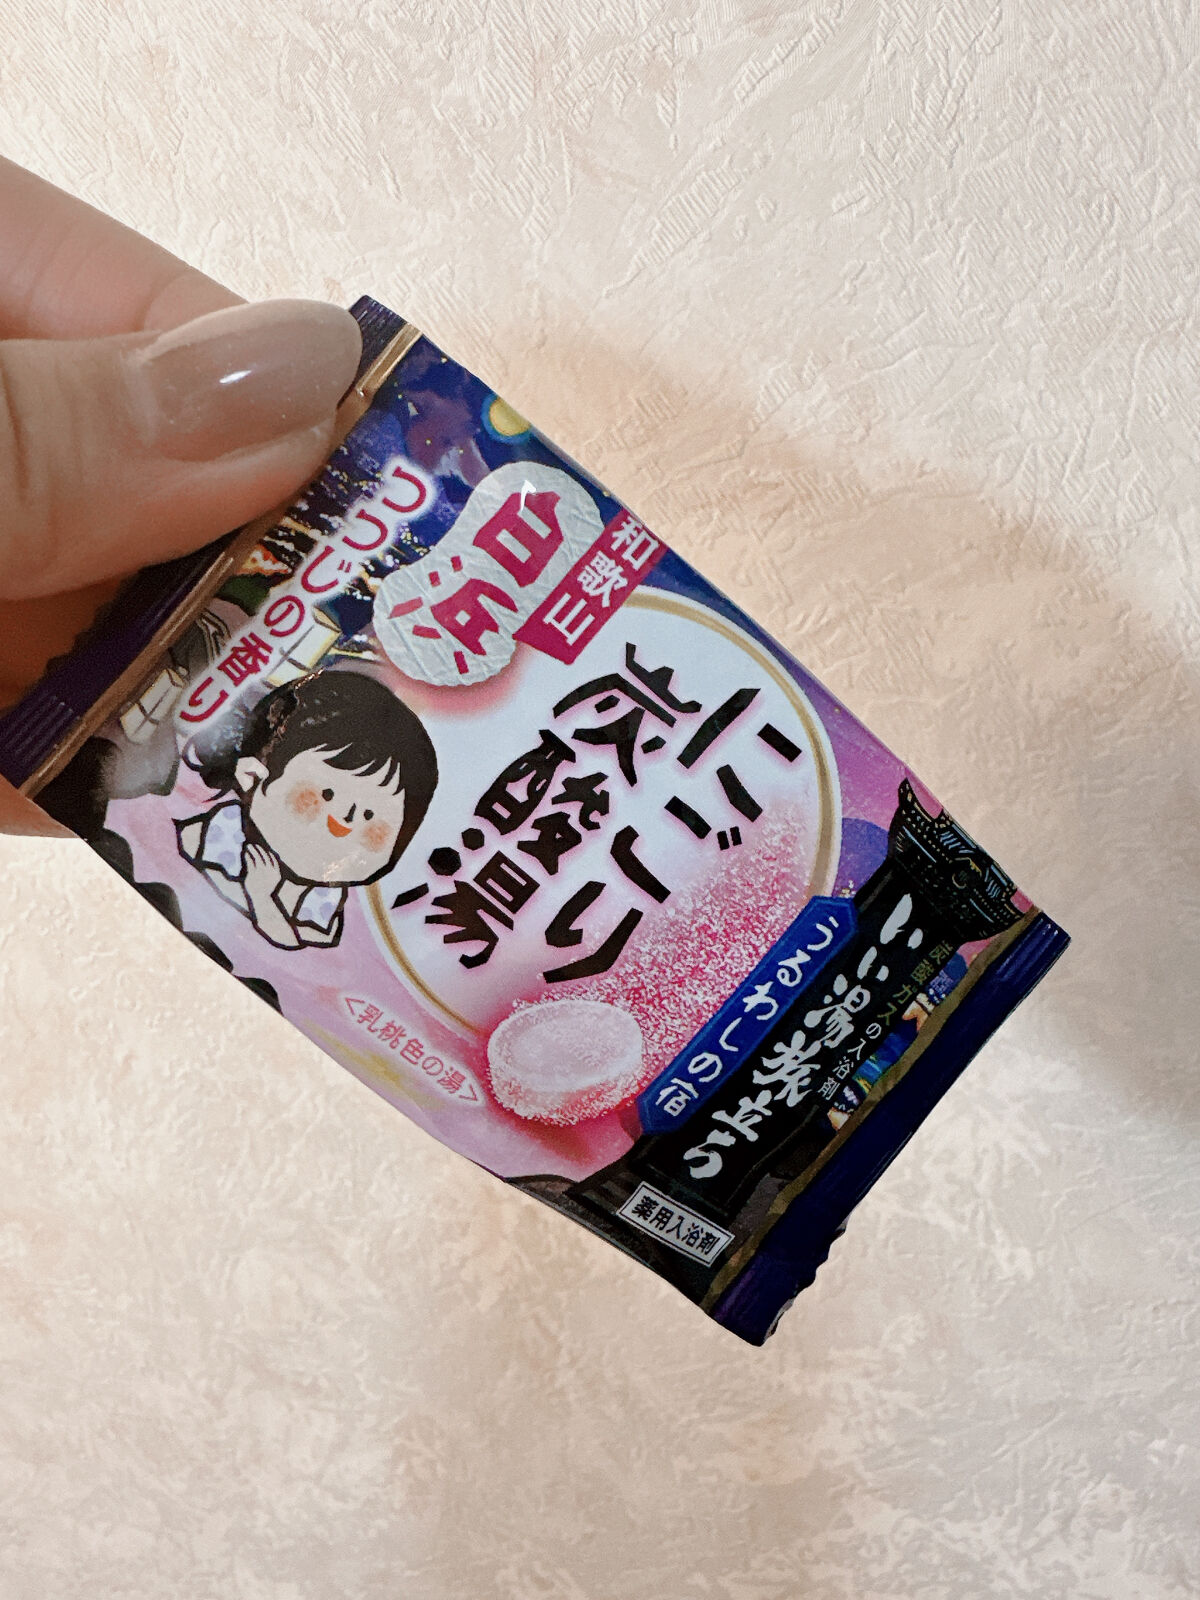 炭酸ガスの入浴剤
いい湯旅立ち
うるわしの宿
薬用入浴剤
和歌山
白浜
にごり
炭酸湯
つつじの香り
<乳桃色の湯>